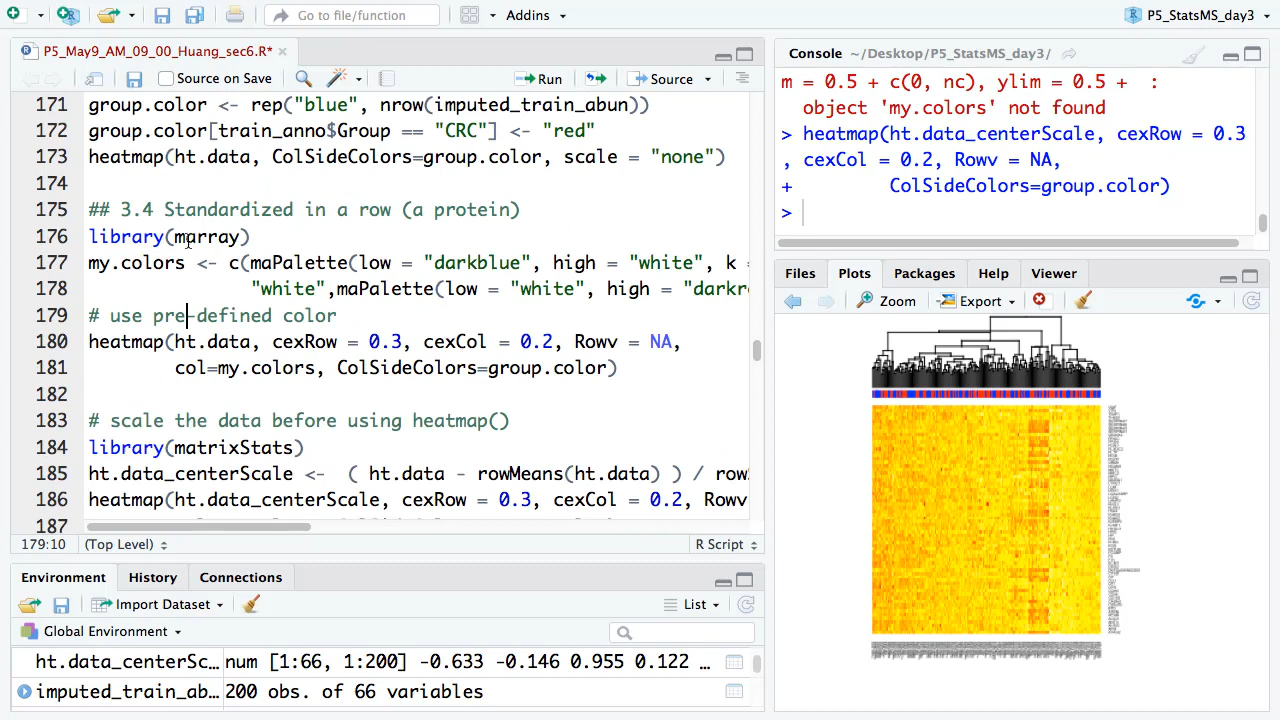 Go to file/function
Addins
P5_StatsMS_day3
P5_May9_AM_09_00_Huang_sec6.R*
Source on Save
Run
Source
171 group.color <- rep("blue", nrow(imputed_train_abun))
172 group.color[train_anno$Group == "CRC"] <- "red"
173 heatmap(ht.data, ColSideColors=group.color, scale = "none")
174
175 ## 3.4 Standardized in a row (a protein)
176 library(marray)
177 my.colors <- c(maPalette(low = "darkblue", high = "white", k =
178 "white",maPalette(low = "white", high = "darkre
179 # use pre-defined color
180 heatmap(ht.data, cexRow = 0.3, cexCol = 0.2, Rowv = NA,
181 col=my.colors, ColSideColors=group.color)
182
183 # scale the data before using heatmap()
184 library(matrixStats)
185 ht.data_centerScale <- ( ht.data - rowMeans(ht.data) ) / rowS
186 heatmap(ht.data_centerScale, cexRow = 0.3, cexCol = 0.2, Rowv
187
179:10 (Top Level) R Script
Environment History Connections
Import Dataset List
Global Environment
ht.data_centerSc… num [1:66, 1:200] -0.633 -0.146 0.955 0.122 ...
imputed_train_ab… 200 obs. of 66 variables
Console ~/Desktop/P5_StatsMS_day3/
m = 0.5 + c(0, nc), ylim = 0.5 + :
object 'my.colors' not found
> heatmap(ht.data_centerScale, cexRow = 0.3
, cexCol = 0.2, Rowv = NA,
+ ColSideColors=group.color)
>
Files Plots Packages Help Viewer
Zoom Export